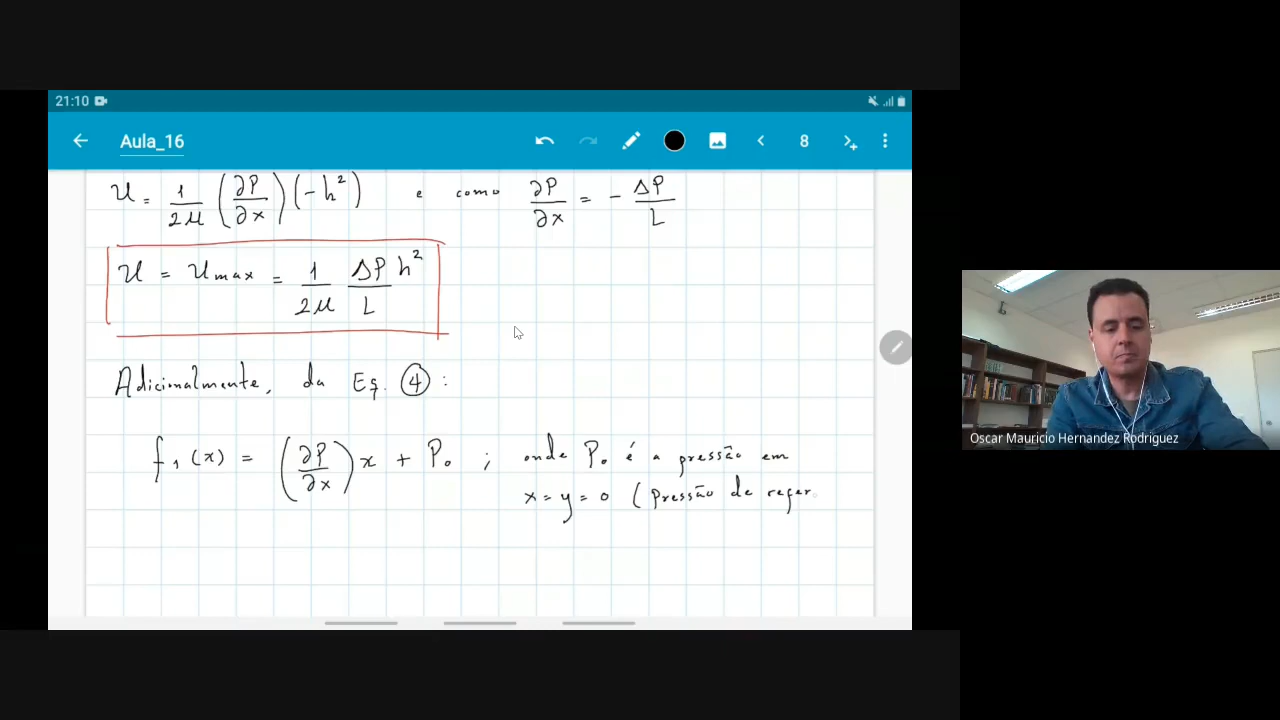 21:10
Aula_16
8
u = 1/2μ (∂P/∂x) (-h²) e como ∂P/∂x = - ΔP/L
u = umax = 1/2μ ΔP/L h²
Adicionalmente, da Eq. ④ :
f₁(x) = (∂P/∂x) x + P₀ ; onde P₀ é a pressão em
x = y = 0 (pressão de refer
Oscar Mauricio Hernandez Rodriguez